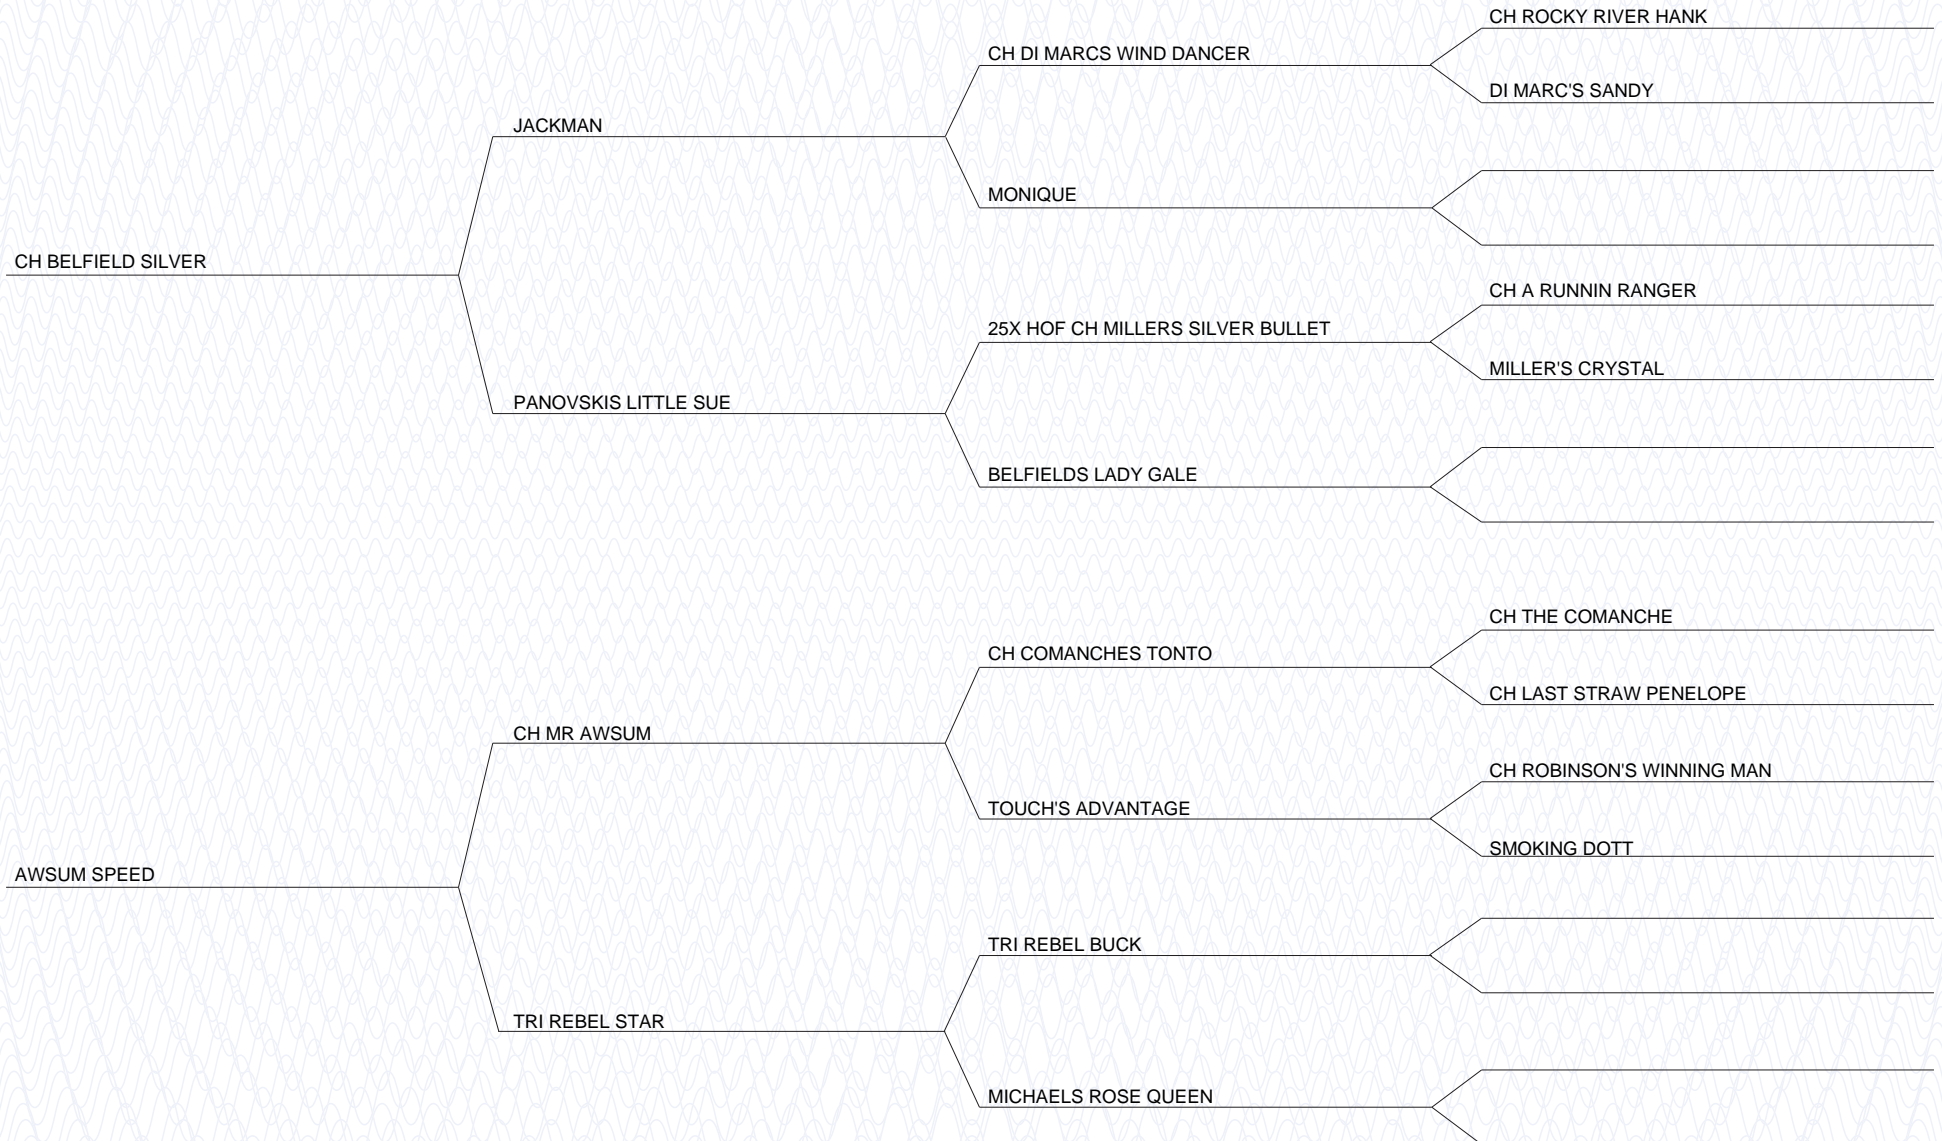 CH ROCKY RIVER HANK
CH DI MARCS WIND DANCER
DI MARC'S SANDY
JACKMAN
MONIQUE
CH BELFIELD SILVER
CH A RUNNIN RANGER
25X HOF CH MILLERS SILVER BULLET
MILLER'S CRYSTAL
PANOVSKIS LITTLE SUE
BELFIELDS LADY GALE
CH THE COMANCHE
CH COMANCHES TONTO
CH LAST STRAW PENELOPE
CH MR AWSUM
CH ROBINSON'S WINNING MAN
TOUCH'S ADVANTAGE
SMOKING DOTT
AWSUM SPEED
TRI REBEL BUCK
TRI REBEL STAR
MICHAELS ROSE QUEEN